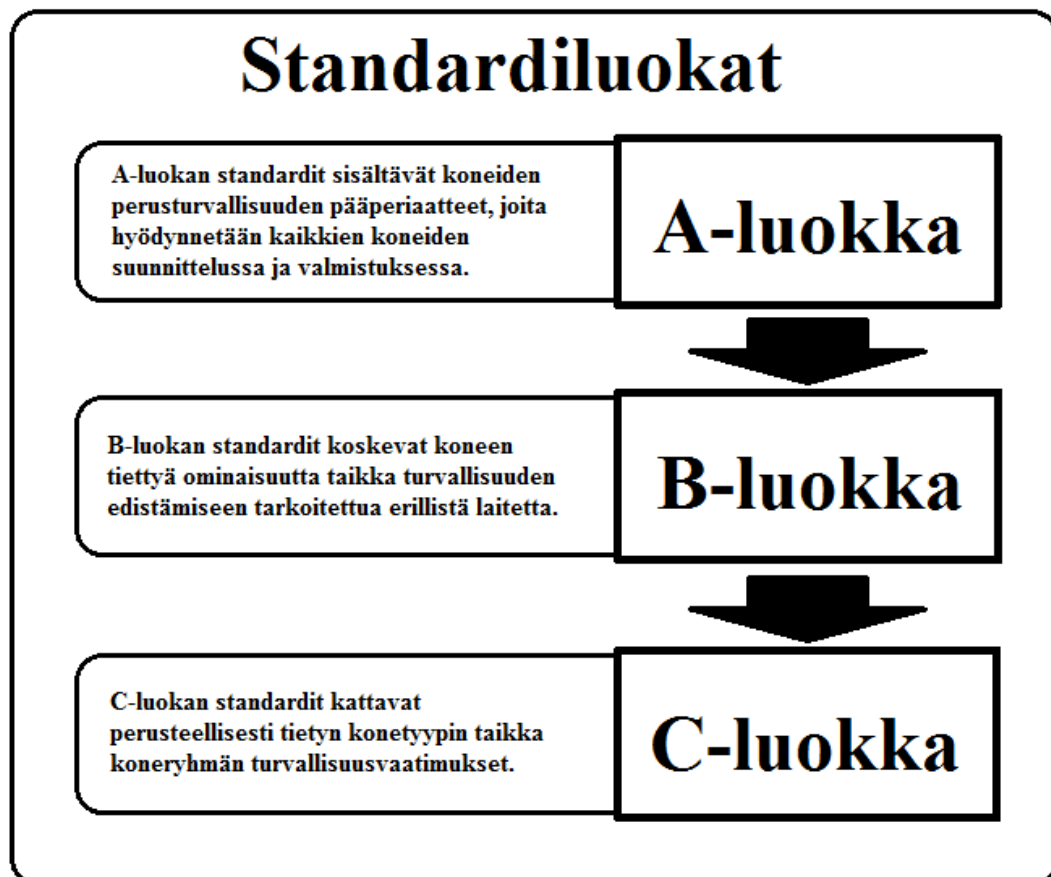 Standardiluokat
A-luokan standardit sisältävät koneiden
perusturvallisuuden pääperiaatteet, joita
hyödynnetään kaikkien koneiden
suunnittelussa ja valmistuksessa.
A-luokka
B-luokan standardit koskevat koneen
tiettyä ominaisuutta taikka turvallisuuden
edistämiseen tarkoitettua erillistä laitetta.
B-luokka
C-luokan standardit kattavat
perusteellisesti tietyn konetyypin taikka
koneryhmän turvallisuusvaatimukset.
C-luokka